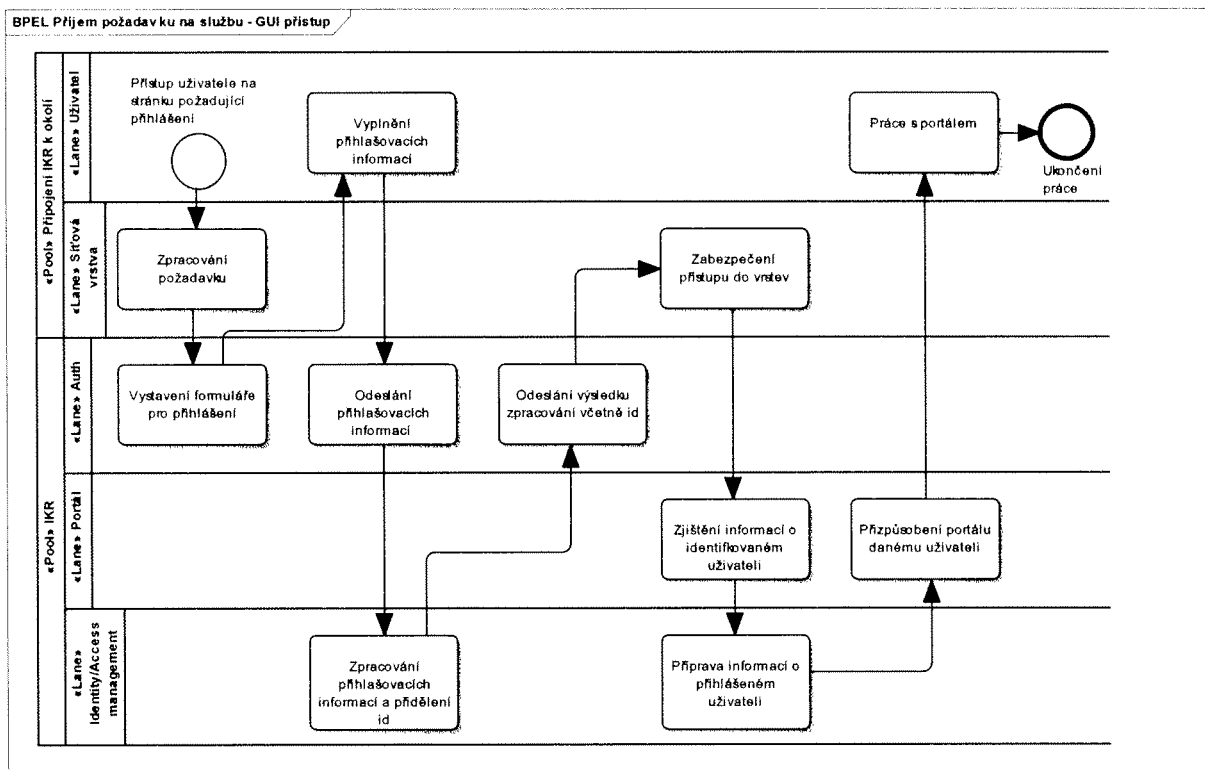 BPEL Příjem požadavku na službu - GUI přístup
«Pool» Připojení IKR k okolí
«Lane» Uživatel
Přístup uživatele na
stránku požadující
přihlášení
Vyplnění
přihlašovacích
informací
Práce s portálem
Ukončení
práce
«Lane» Síťová
vrstva
Zpracování
požadavku
Zabezpečení
přístupu do vrstev
«Pool» IKR
«Lane» Auth
Vystavení formuláře
pro přihlášení
Odeslání
přihlašovacích
informací
Odeslání výsledku
zpracování včetně id
«Lane» Portál
Zjištění informací o
identifkovaném
uživateli
Přizpůsobení portálu
danému uživateli
«Lane»
Identity/Access
management
Zpracování
přihlašovacích
informací a přidělení
id
Příprava informací o
přihlášeném
uživateli